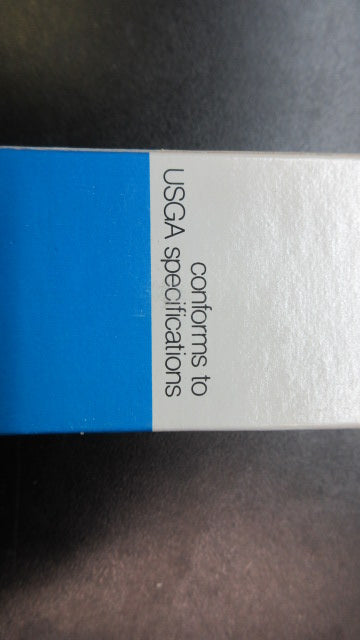 conforms to
USGA specifications